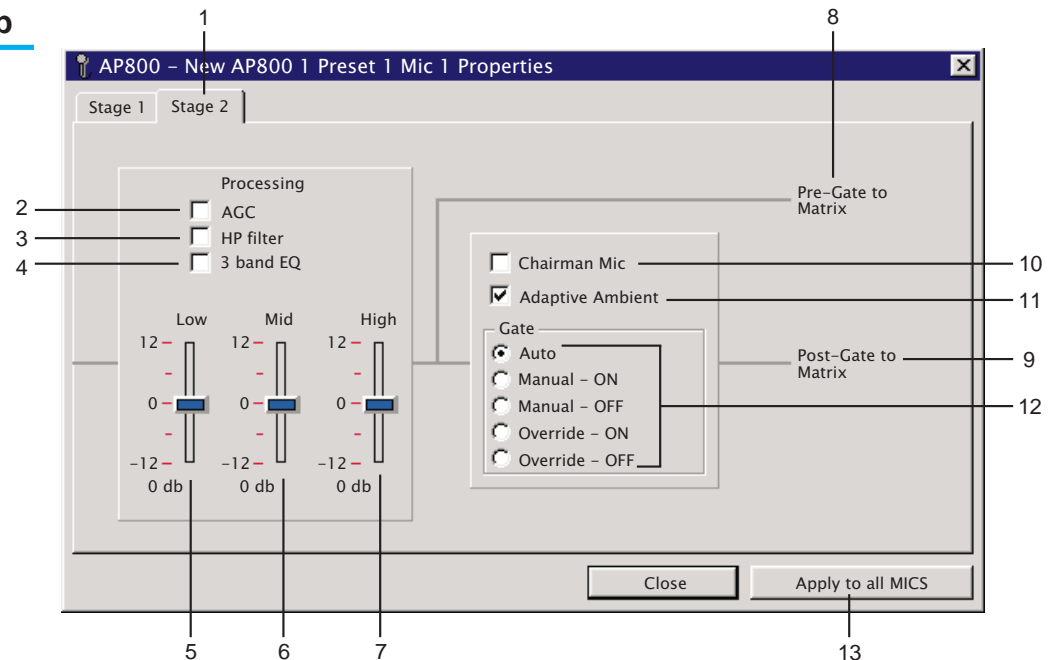 p
1
8
AP800 – New AP800 1 Preset 1 Mic 1 Properties
Stage 1
Stage 2
Processing
2
AGC
3
HP filter
4
3 band EQ
Low
Mid
High
12
12
12
0
0
0
–12
–12
–12
0 db
0 db
0 db
5
6
7
Pre–Gate to
Matrix
Chairman Mic
10
Adaptive Ambient
11
Gate
Auto
Manual – ON
Manual – OFF
Override – ON
Override – OFF
12
Post–Gate to
Matrix
9
Close
Apply to all MICS
13